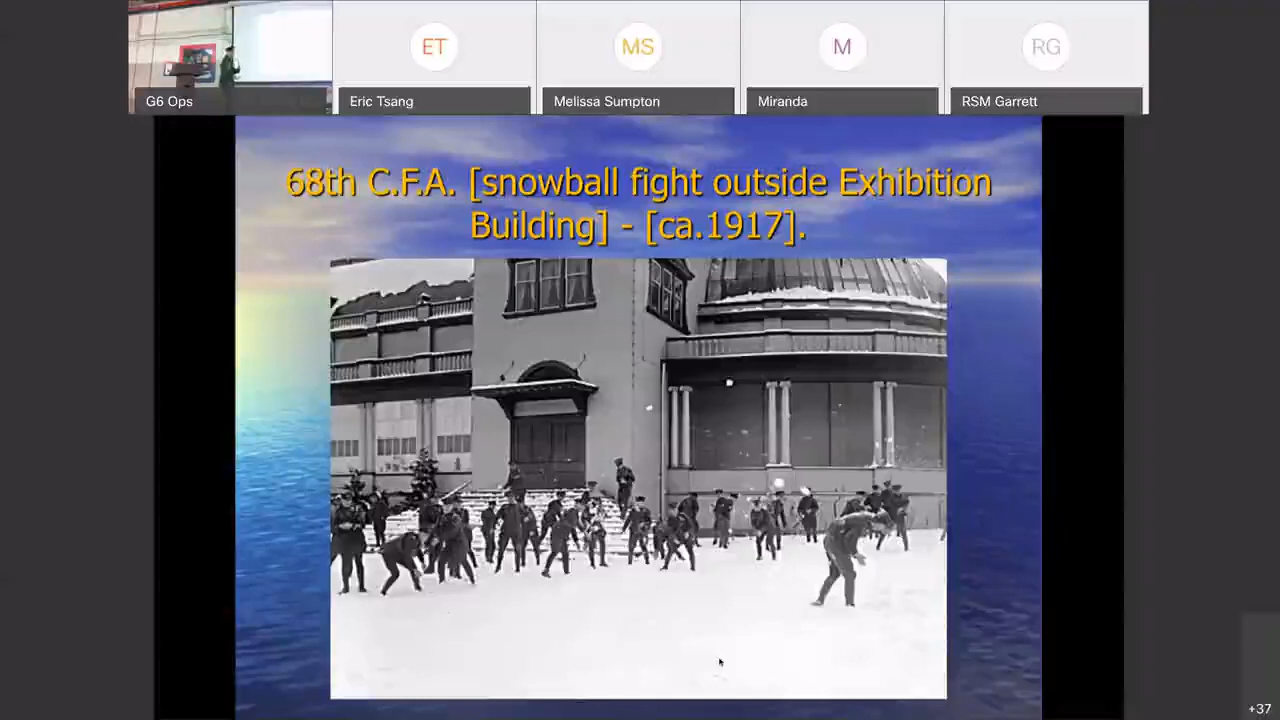 ET
MS
M
RG
G6 Ops
Eric Tsang
Melissa Sumpton
Miranda
RSM Garrett
68th C.F.A. [snowball fight outside Exhibition
Building] - [ca.1917].
+37